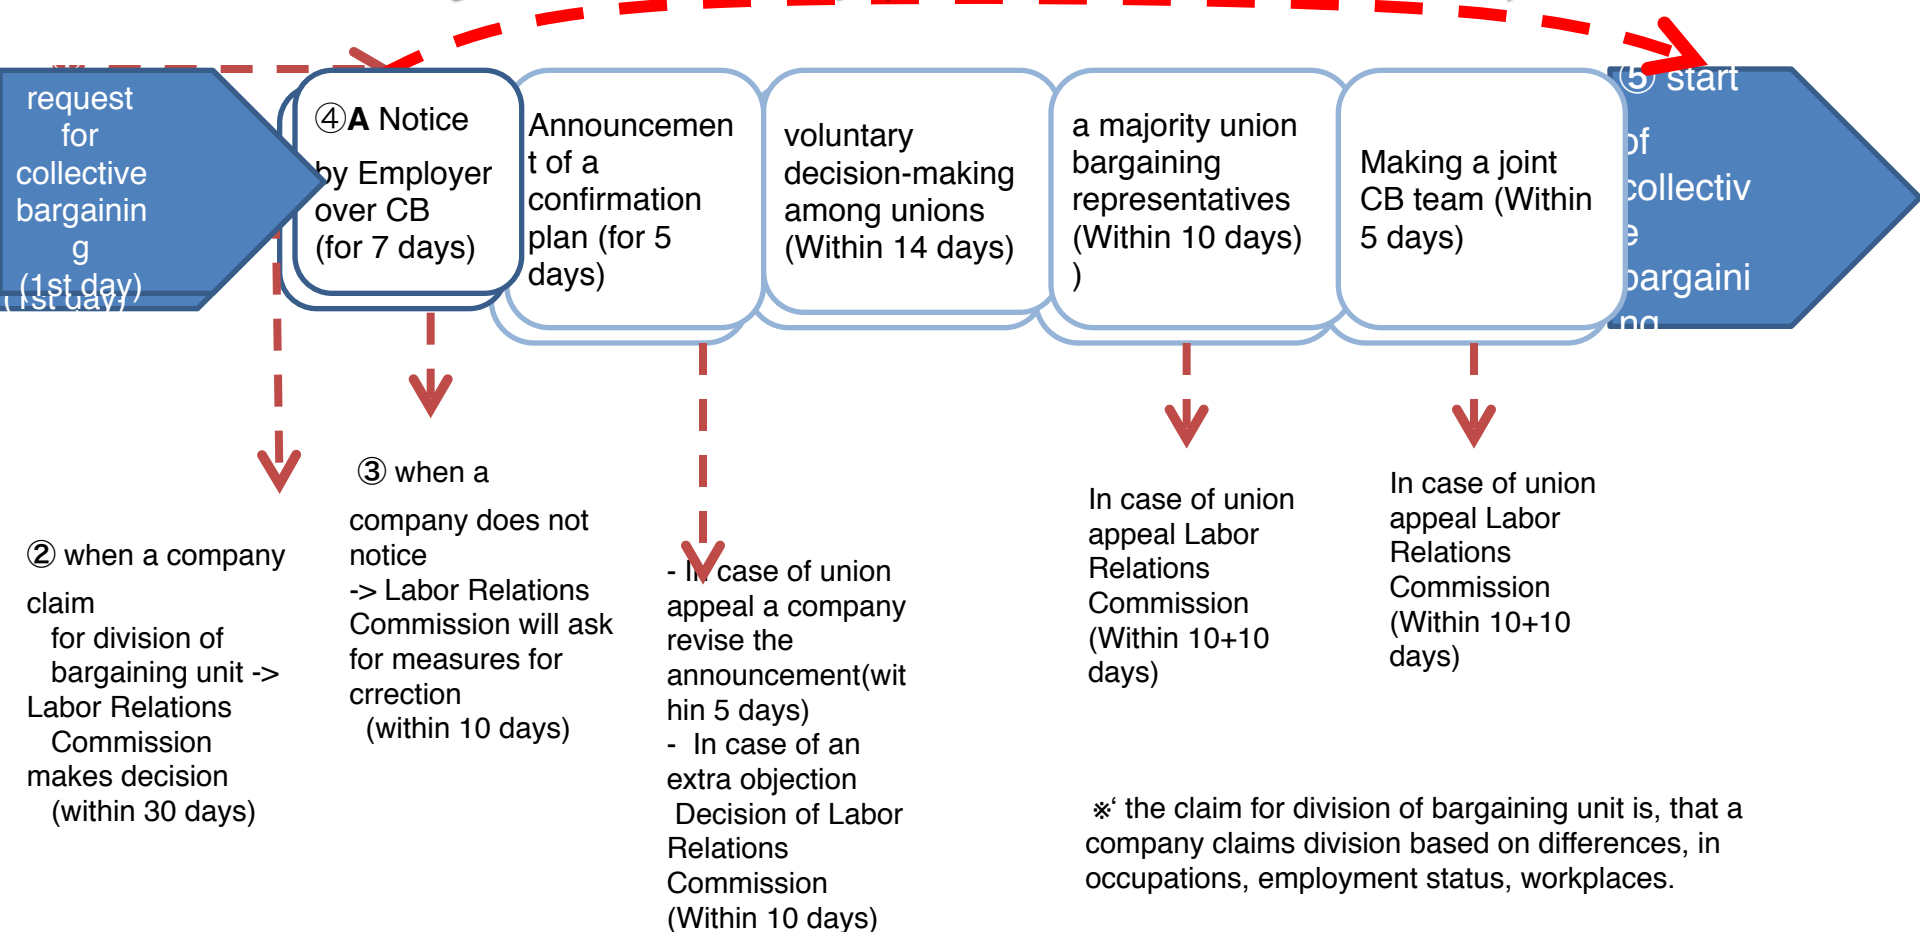 request
for
collective
bargainin
g
(1st day)
(1st day)
④A Notice
by Employer
over CB
(for 7 days)
Announcemen
t of a
confirmation
plan (for 5
days)
voluntary
decision-making
among unions
(Within 14 days)
a majority union
bargaining
representatives
(Within 10 days)
)
Making a joint
CB team (Within
5 days)
⑤ start
of
collectiv
e
bargaini
ng
② when a company
claim
for division of
bargaining unit ->
Labor Relations
Commission
makes decision
(within 30 days)
③ when a
company does not
notice
-> Labor Relations
Commission will ask
for measures for
crrection
(within 10 days)
- In case of union
appeal a company
revise the
announcement(wit
hin 5 days)
- In case of an
extra objection
Decision of Labor
Relations
Commission
(Within 10 days)
In case of union
appeal Labor
Relations
Commission
(Within 10+10
days)
In case of union
appeal Labor
Relations
Commission
(Within 10+10
days)
※‘ the claim for division of bargaining unit is, that a
company claims division based on differences, in
occupations, employment status, workplaces.